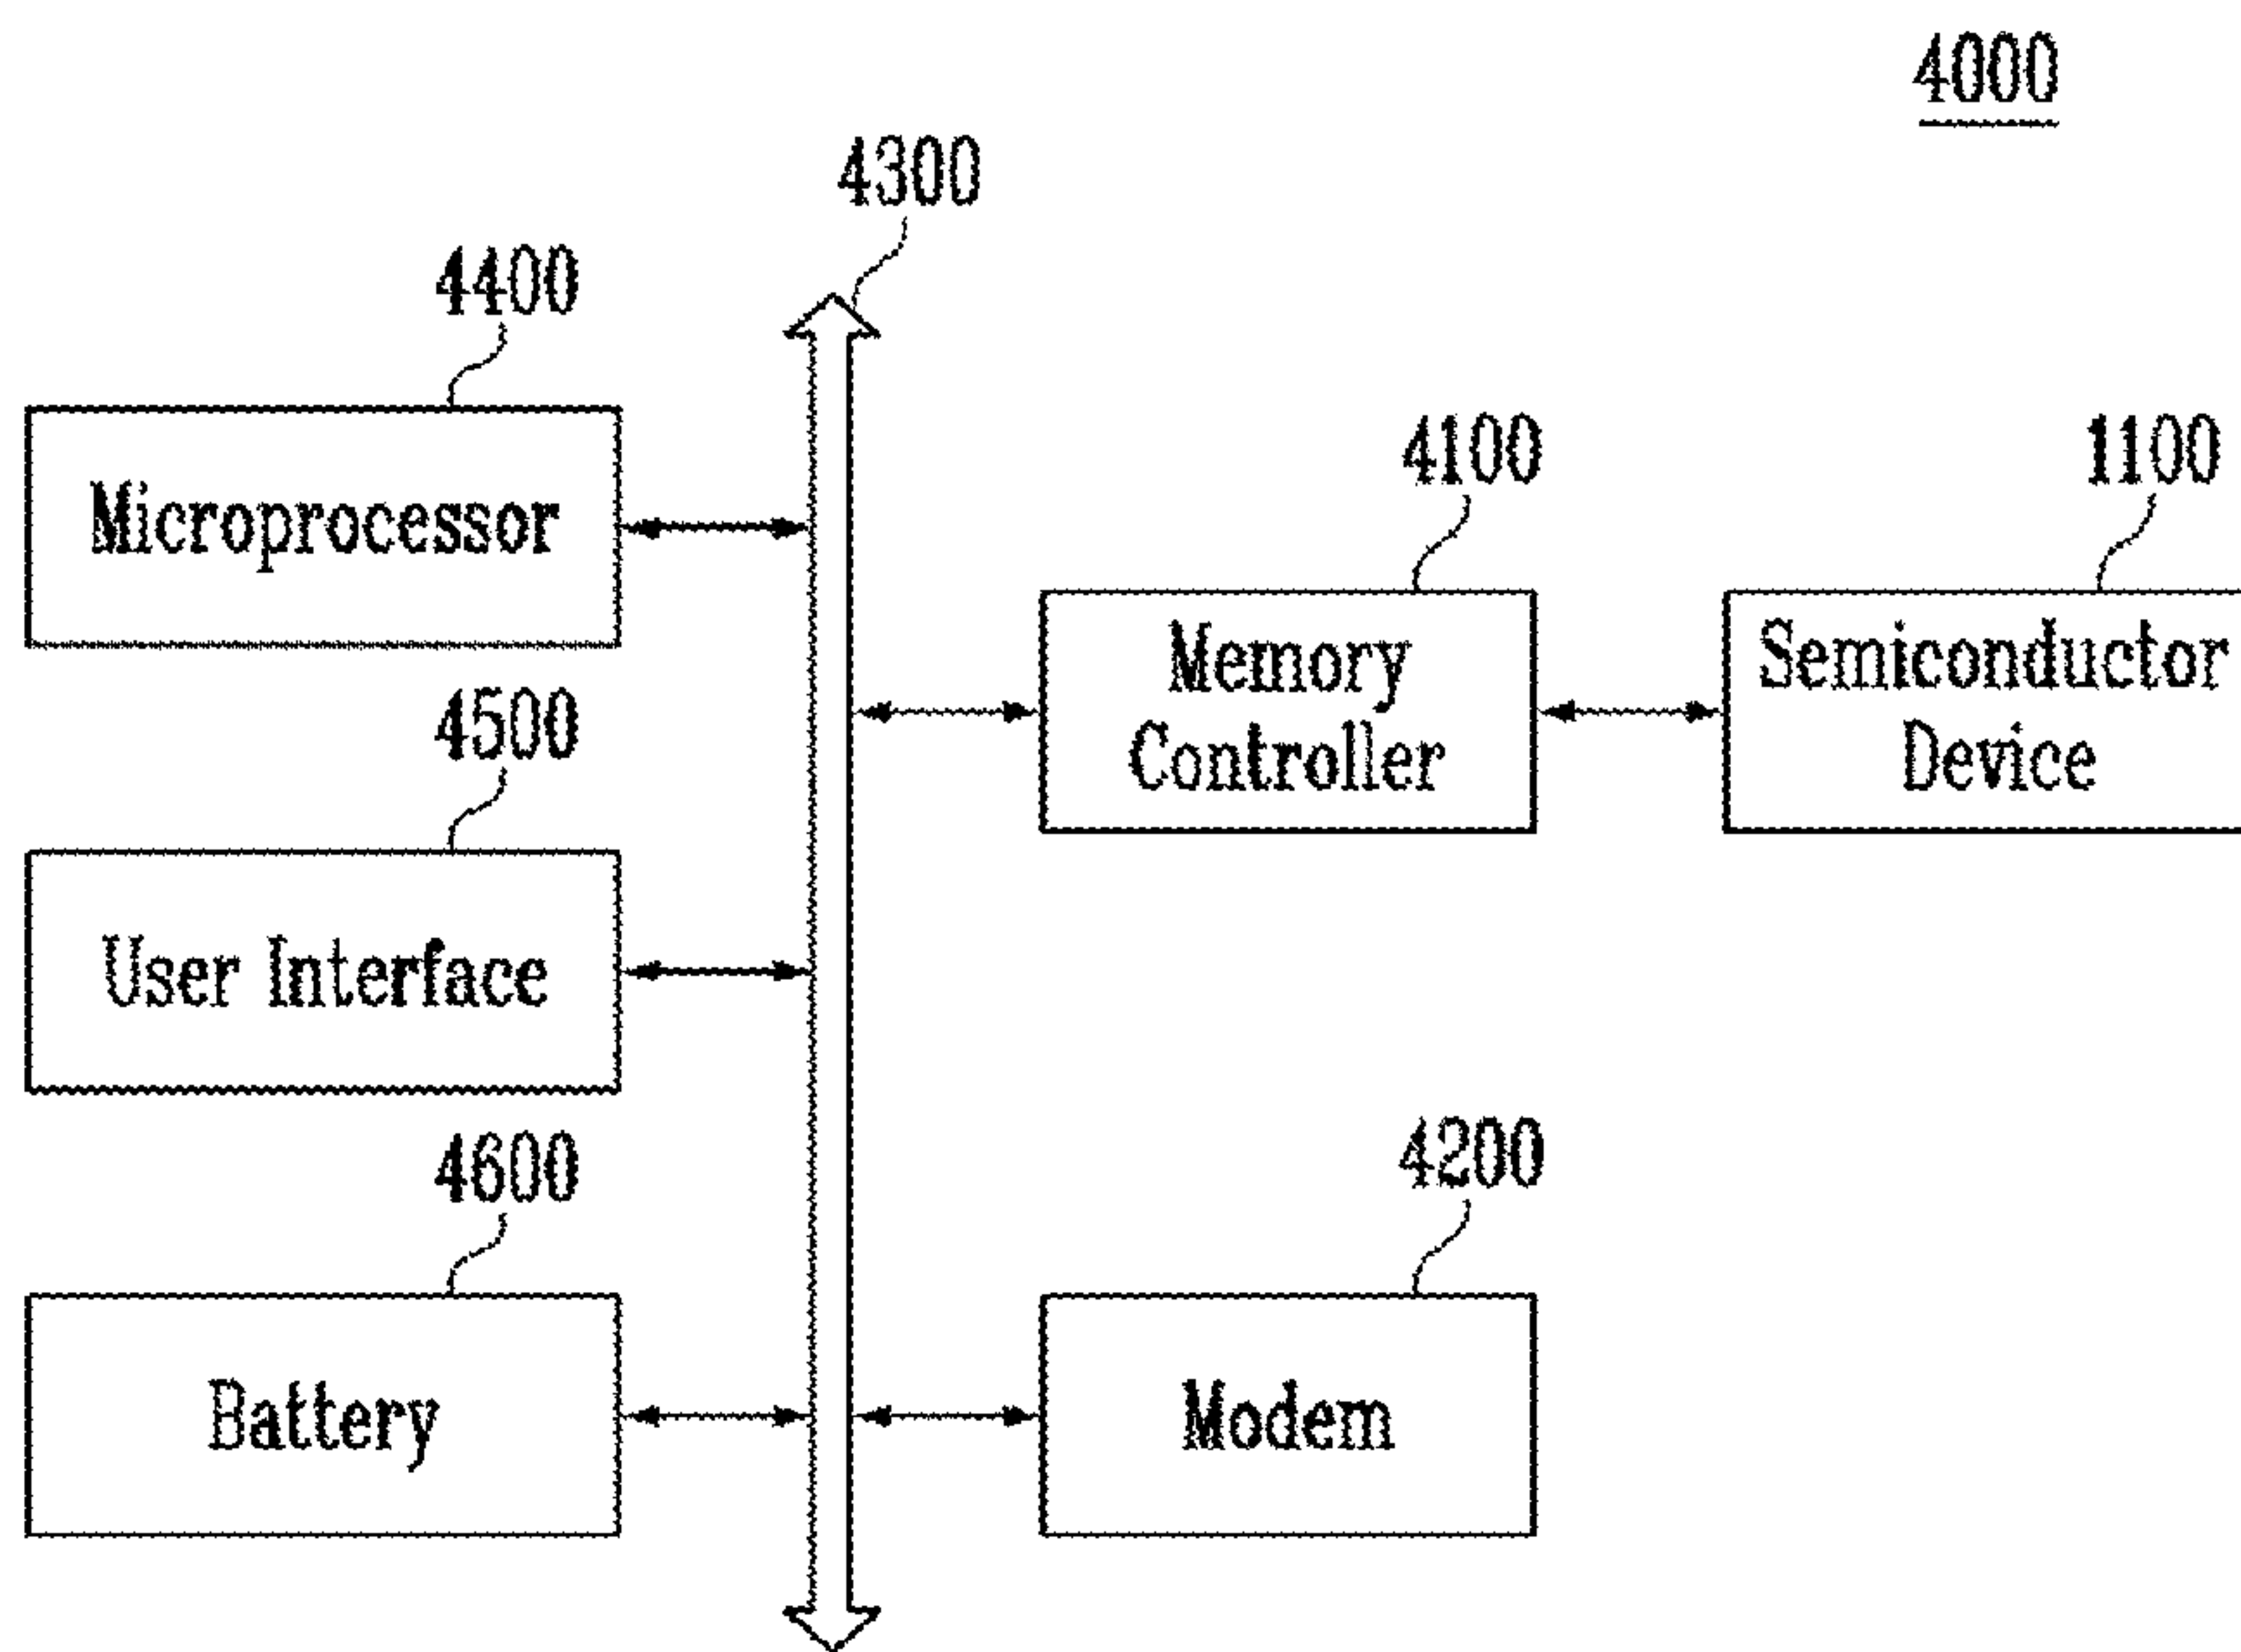 4000
4300
4400
Microprocessor
4100
1100
Memory
Controller
Semiconductor
Device
4500
User Interface
4600
4200
Battery
Modem